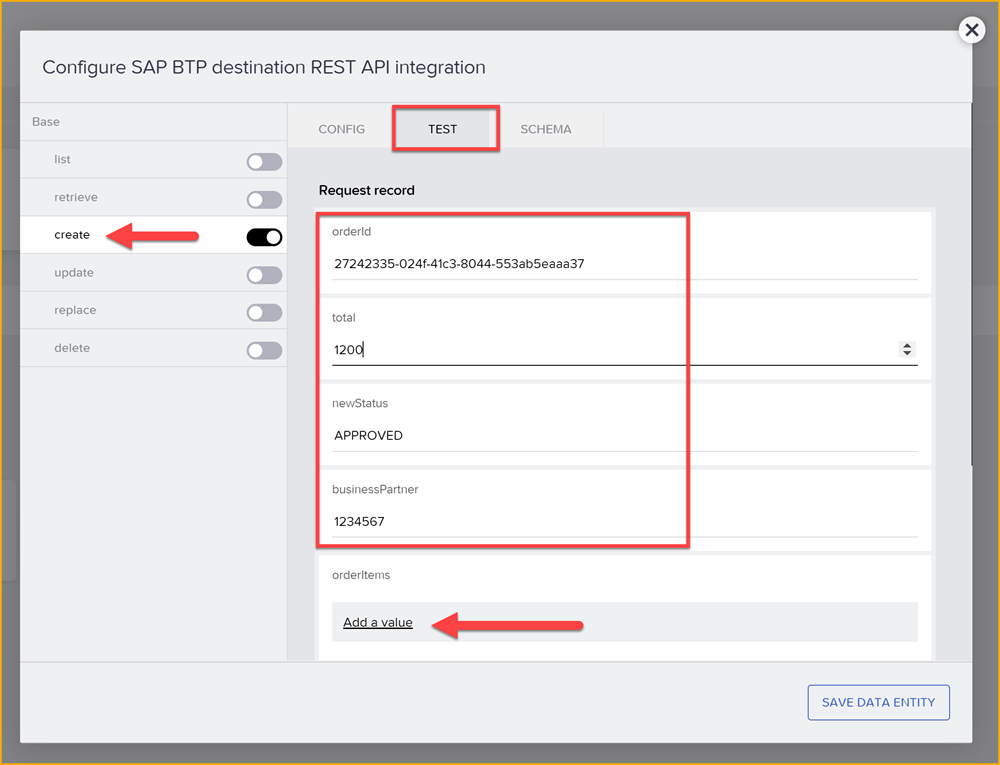 Configure SAP BTP destination REST API integration
Base
list
retrieve
create
update
replace
delete
CONFIG
TEST
SCHEMA
Request record
orderId
27242335-024f-41c3-8044-553ab5eaaa37
total
1200
newStatus
APPROVED
businessPartner
1234567
orderItems
Add a value
SAVE DATA ENTITY